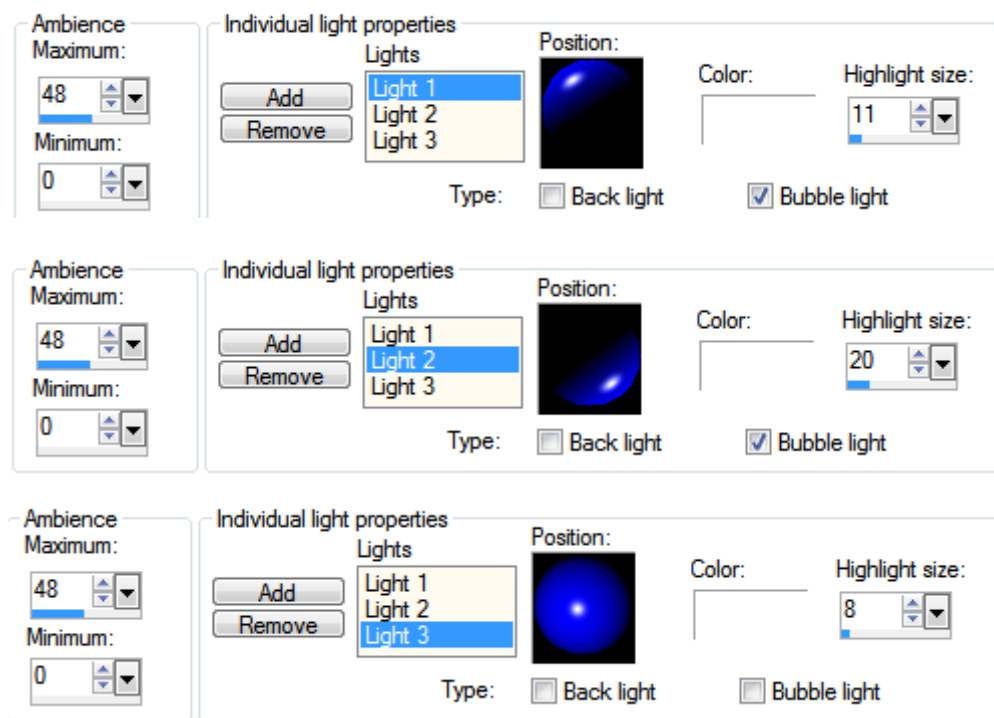 Ambience
Individual light properties
Maximum:
Lights
Position:
48
Add
Remove
Light 1
Light 2
Light 3
Color:
Highlight size:
11
Minimum:
0
Type:
Back light
Bubble light
Ambience
Individual light properties
Maximum:
Lights
Position:
48
Add
Remove
Light 1
Light 2
Light 3
Color:
Highlight size:
20
Minimum:
0
Type:
Back light
Bubble light
Ambience
Individual light properties
Maximum:
Lights
Position:
48
Add
Remove
Light 1
Light 2
Light 3
Color:
Highlight size:
8
Minimum:
0
Type:
Back light
Bubble light